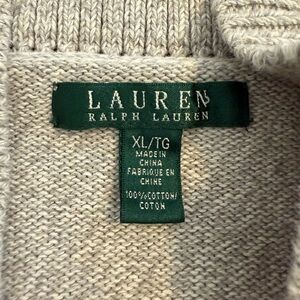 LAUREN
RALPH LAUREN
XL/TG
MADE IN
CHINA
FABRIQUE EN
CHINE
100%COTTON/
COTON